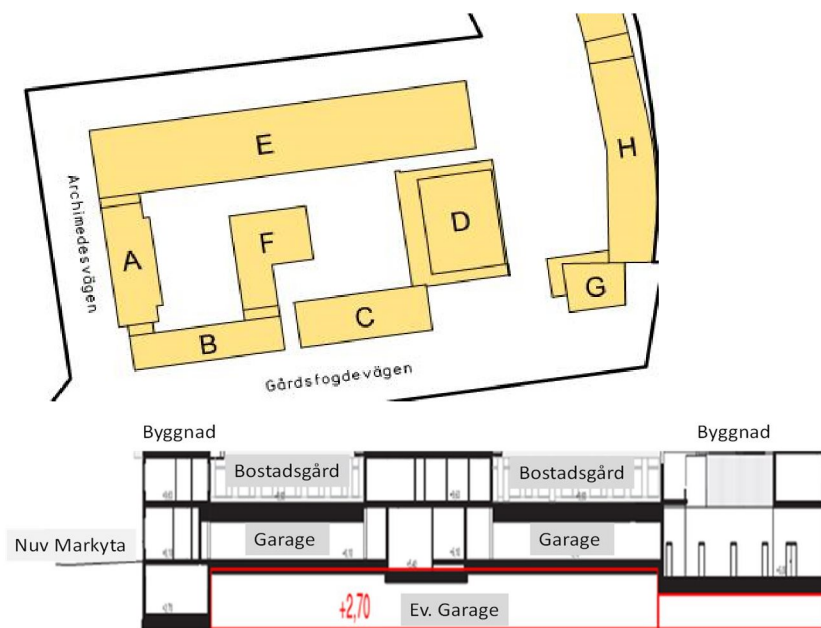 E
H
Archimedesvägen
F
D
A
G
C
B
Gårdsfogdevägen
Byggnad
Byggnad
Bostadsgård
Bostadsgård
Nuv Markyta
Garage
Garage
+2,70
Ev. Garage